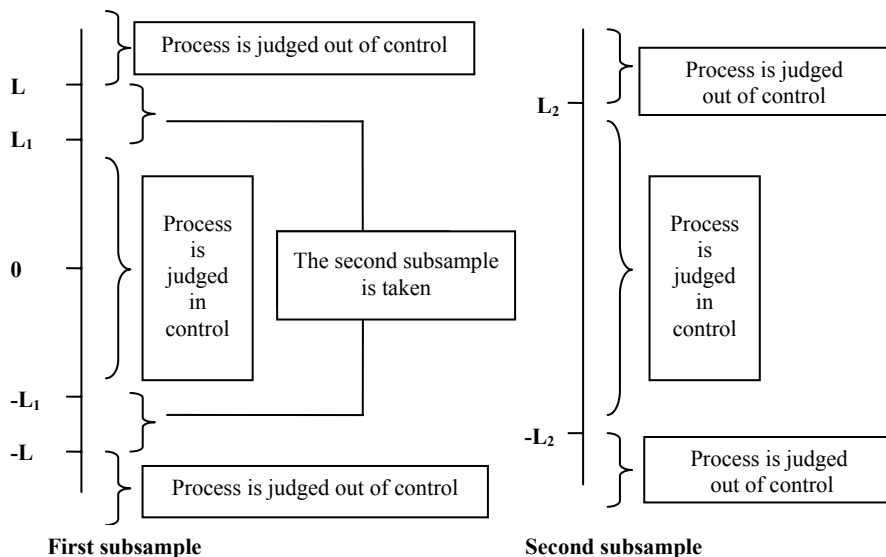 Process is judged out of control
L
L₁
Process
is
judged
in
control
0
The second subsample
is taken
-L₁
-L
Process is judged out of control
First subsample
Process is judged
out of control
L₂
Process
is
judged
in
control
-L₂
Process is judged
out of control
Second subsample